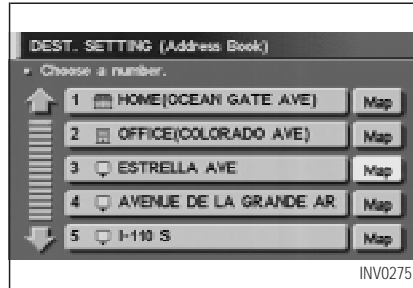 DEST. SETTING (Address Book)
Choose a number.
1 HOME(OCEAN GATE AVE) Map
2 OFFICE(COLORADO AVE) Map
3 ESTRELLA AVE Map
4 AVENUE DE LA GRANDE AR Map
5 I-110 S Map
INV0275